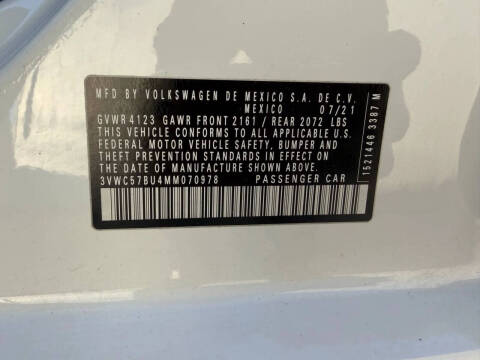 MFD BY VOLKSWAGEN DE MEXICO S.A. DE C.V.
MEXICO 07/21
GVWR 4123 GAWR FRONT 2161 / REAR 2072 LBS
THIS VEHICLE CONFORMS TO ALL APPLICABLE U.S.
FEDERAL MOTOR VEHICLE SAFETY, BUMPER AND
THEFT PREVENTION STANDARDS IN EFFECT ON
THE DATE OF MANUFACTURE SHOWN ABOVE.
3VWC57BU4MM070978 PASSENGER CAR
1521446 3387 M